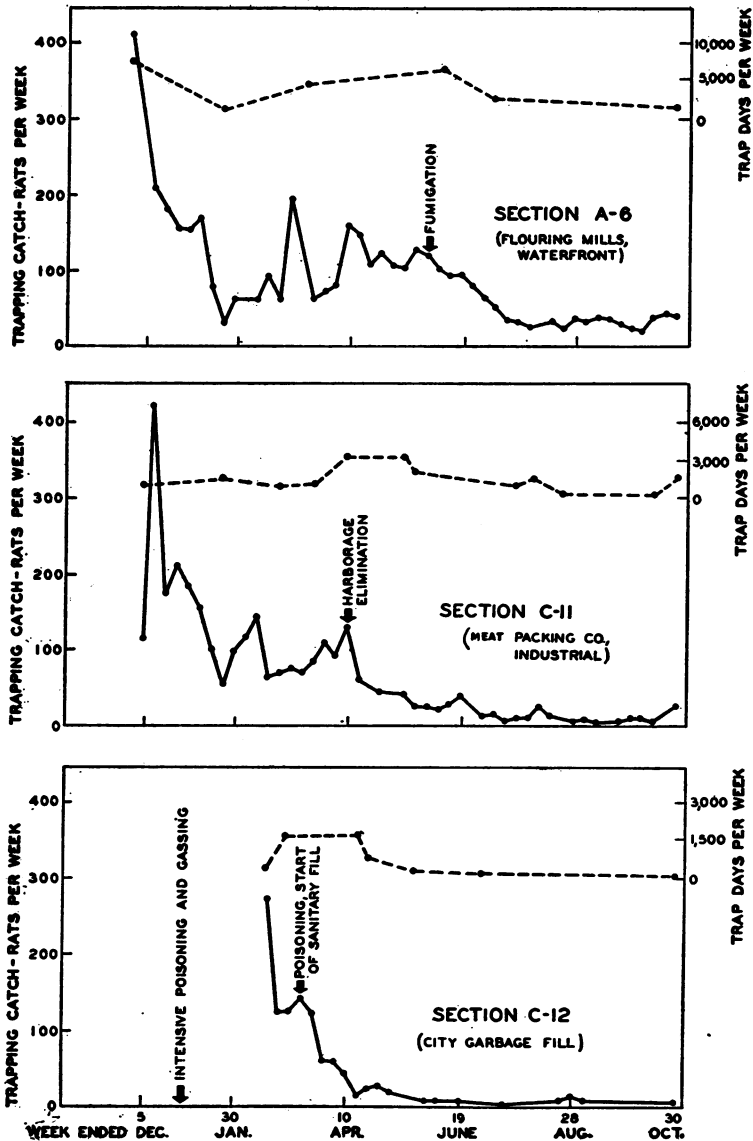 TRAPPING CATCH-RATS PER WEEK
400
300
200
100
0
FUMIGATION
SECTION A-6
(FLOURING MILLS,
WATERFRONT)
10,000
5,000
0
TRAP DAYS PER WEEK
TRAPPING CATCH-RATS PER WEEK
400
300
200
100
0
HARBORAGE
ELIMINATION
SECTION C-11
(MEAT PACKING CO.,
INDUSTRIAL)
6,000
3,000
0
TRAP DAYS PER WEEK
TRAPPING CATCH-RATS PER WEEK
400
300
200
100
0
INTENSIVE POISONING AND GASSING
POISONING, START
OF SANITARY FILL
SECTION C-12
(CITY GARBAGE FILL)
3,000
1,500
0
TRAP DAYS PER WEEK
5 30 10 19 28 30
WEEK ENDED DEC. JAN. APR. JUNE AUG. OCT.